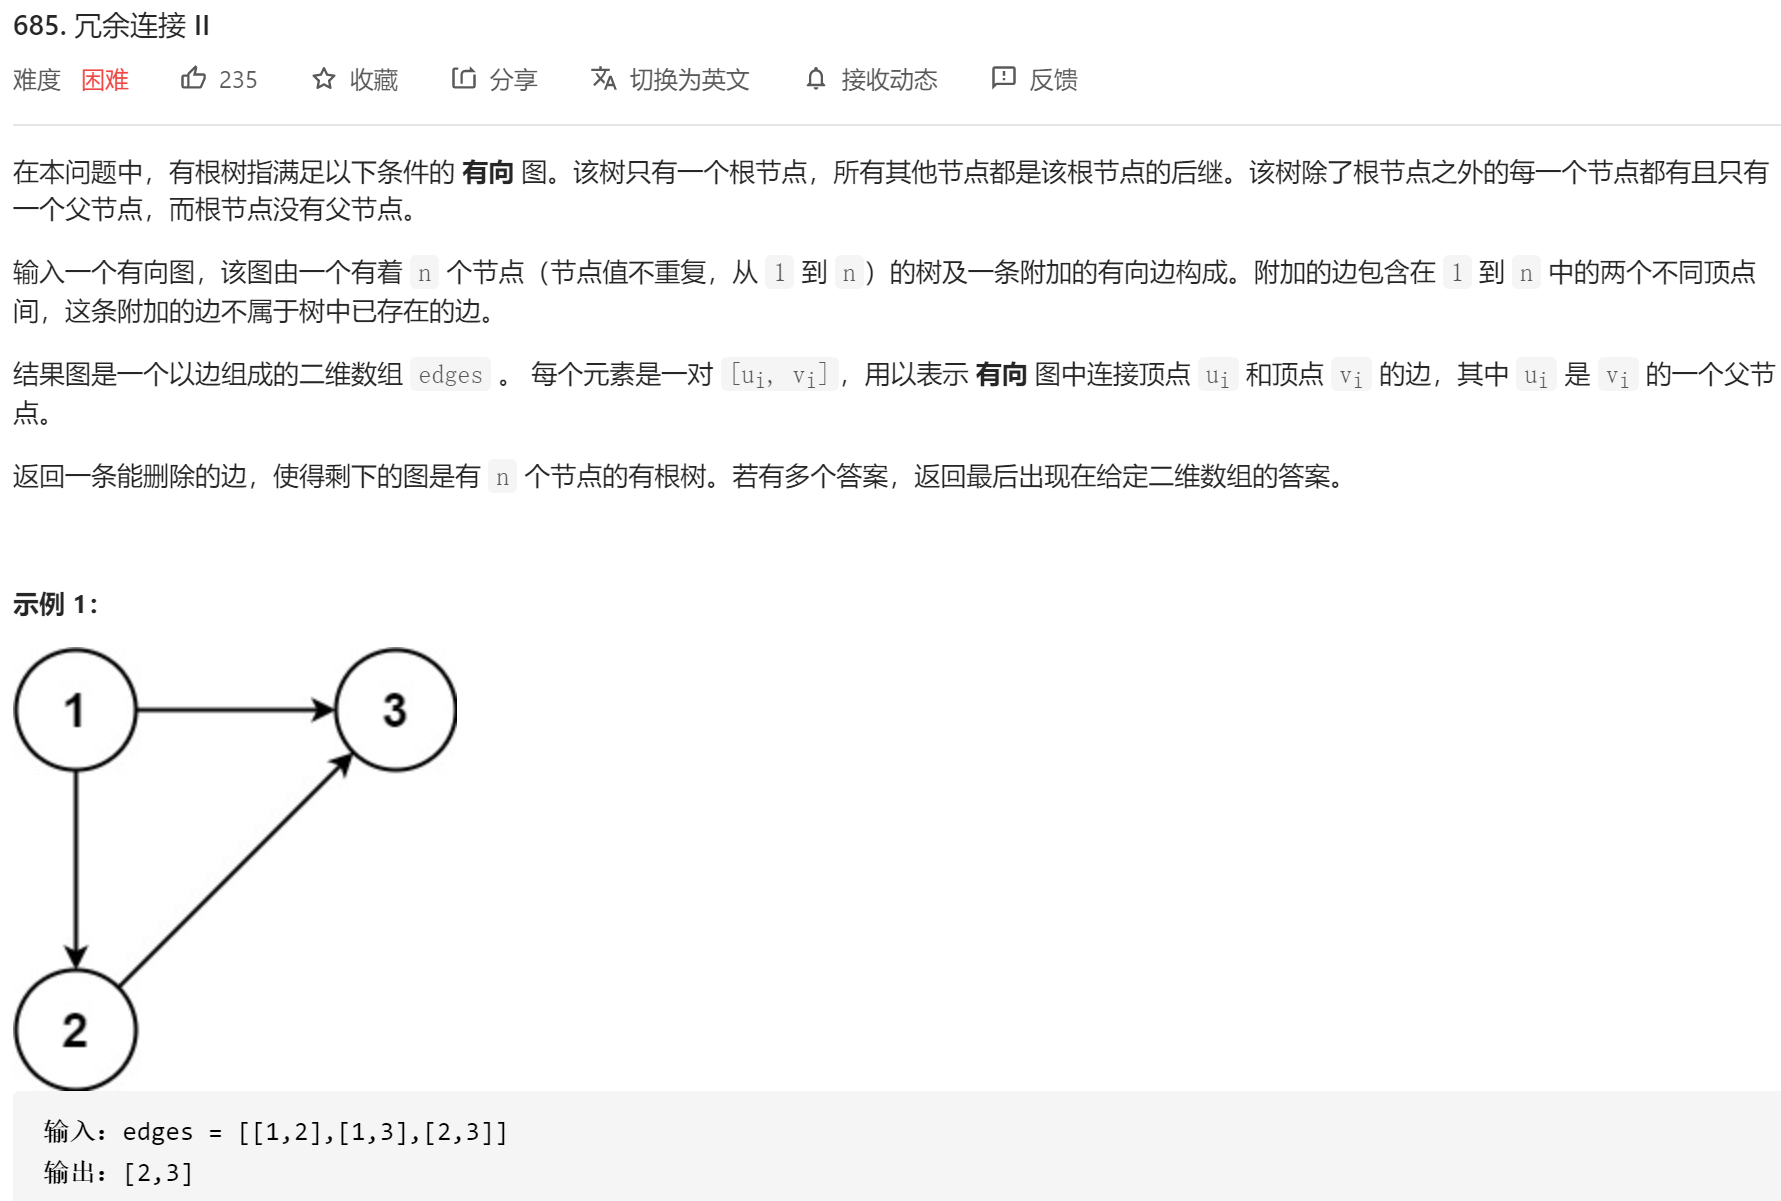 685. 冗余连接 II
难度 困难 235 收藏 分享 切换为英文 接收动态 反馈
在本问题中，有根树指满足以下条件的 有向 图。该树只有一个根节点，所有其他节点都是该根节点的后继。该树除了根节点之外的每一个节点都有且只有
一个父节点，而根节点没有父节点。
输入一个有向图，该图由一个有着 n 个节点（节点值不重复，从 1 到 n）的树及一条附加的有向边构成。附加的边包含在 1 到 n 中的两个不同顶点
间，这条附加的边不属于树中已存在的边。
结果图是一个以边组成的二维数组 edges 。 每个元素是一对 [ui, vi]，用以表示 有向 图中连接顶点 ui 和顶点 vi 的边，其中 ui 是 vi 的一个父节
点。
返回一条能删除的边，使得剩下的图是有 n 个节点的有根树。若有多个答案，返回最后出现在给定二维数组的答案。
示例 1：
1 3
2
输入：edges = [[1,2],[1,3],[2,3]]
输出：[2,3]